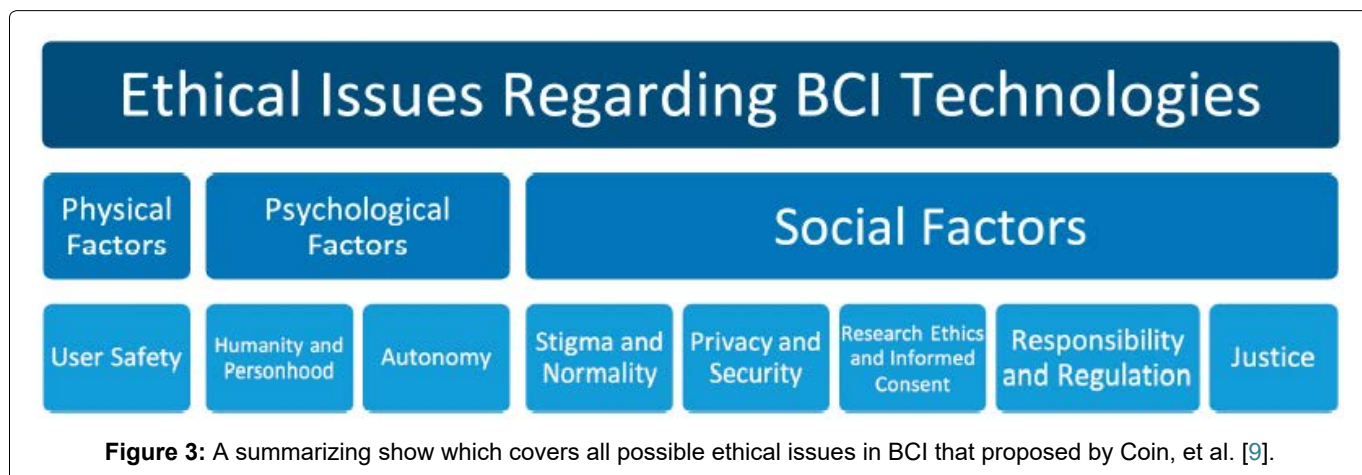 Ethical Issues Regarding BCI Technologies
Physical
Factors
Psychological
Factors
Social Factors
User Safety
Humanity and
Personhood
Autonomy
Stigma and
Normality
Privacy and
Security
Research Ethics
and Informed
Consent
Responsibility
and Regulation
Justice
Figure 3: A summarizing show which covers all possible ethical issues in BCI that proposed by Coin, et al. [9].